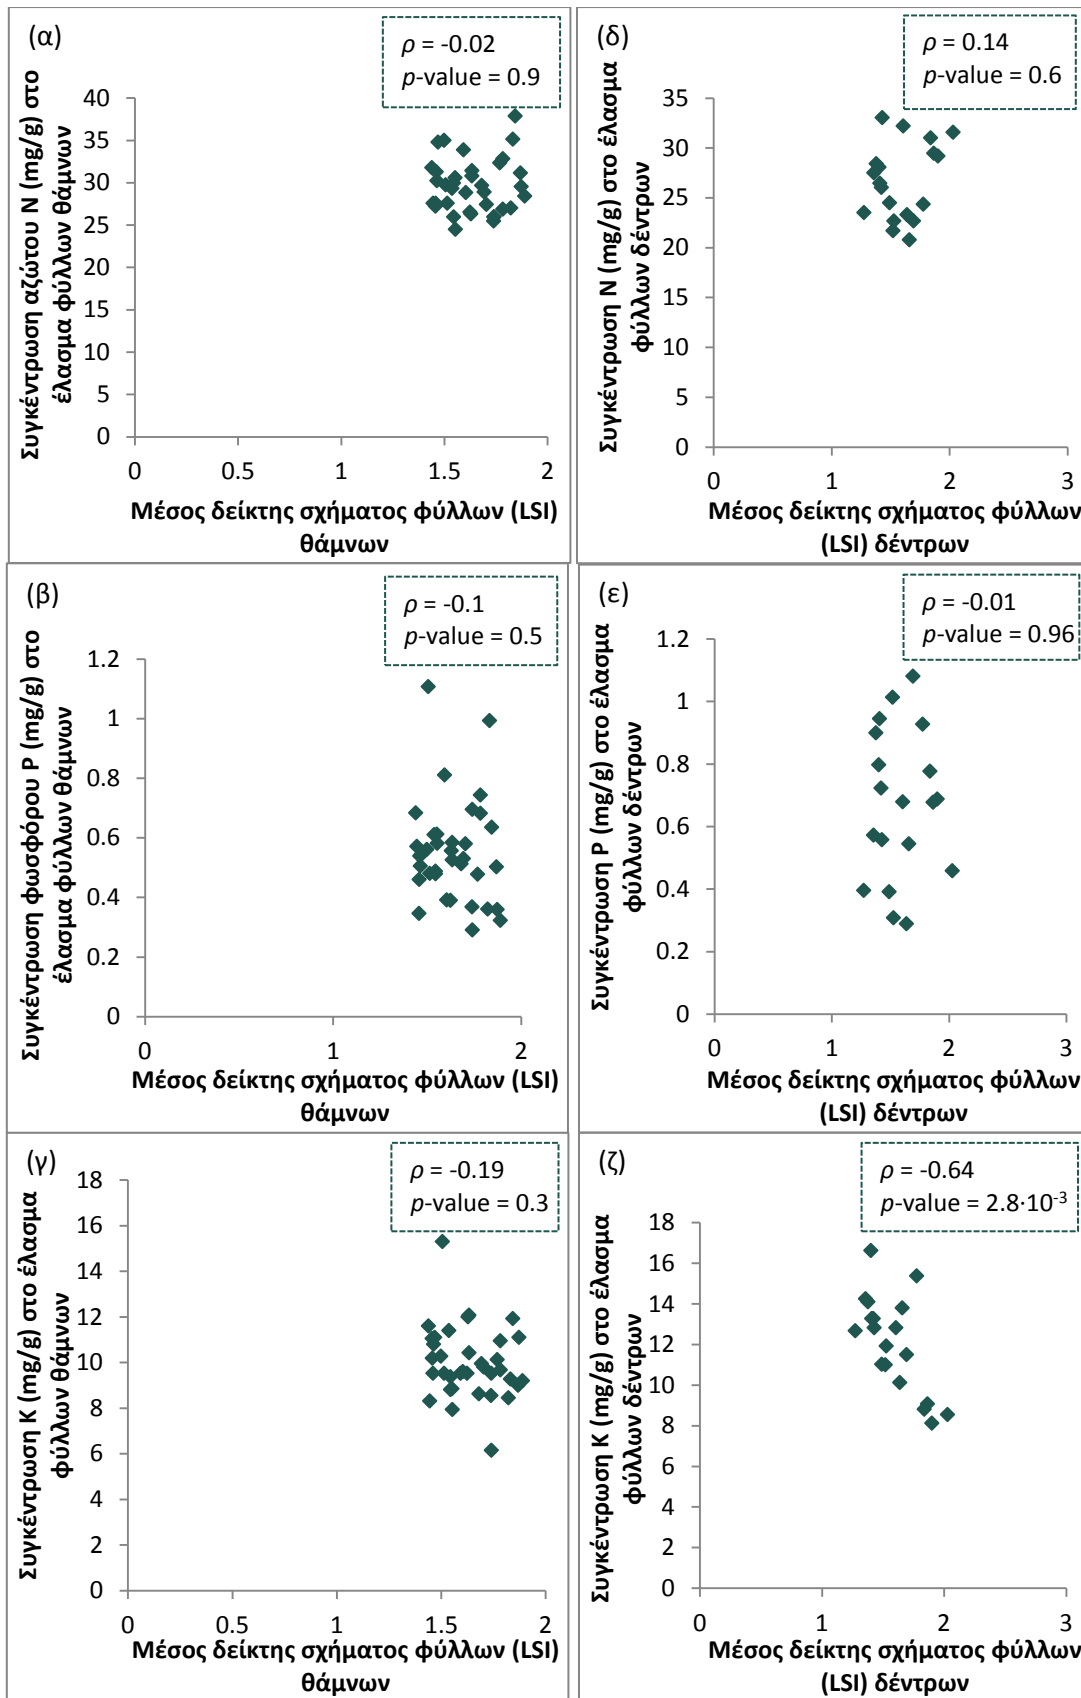 (α)
ρ = -0.02
p-value = 0.9
Συγκέντρωση αζώτου N (mg/g) στο
έλασμα φύλλων θάμνων
40
35
30
25
20
15
10
5
0
0 0.5 1 1.5 2
Μέσος δείκτης σχήματος φύλλων (LSI)
θάμνων
(δ)
ρ = 0.14
p-value = 0.6
Συγκέντρωση N (mg/g) στο έλασμα
φύλλων δέντρων
35
30
25
20
15
10
5
0
0 1 2 3
Μέσος δείκτης σχήματος φύλλων
(LSI) δέντρων
(β)
ρ = -0.1
p-value = 0.5
Συγκέντρωση φωσφόρου P (mg/g) στο
έλασμα φύλλων θάμνων
1.2
1
0.8
0.6
0.4
0.2
0
0 1 2
Μέσος δείκτης σχήματος φύλλων (LSI)
θάμνων
(ε)
ρ = -0.01
p-value = 0.96
Συγκέντρωση P (mg/g) στο έλασμα
φύλλων δέντρων
1.2
1
0.8
0.6
0.4
0.2
0
0 1 2 3
Μέσος δείκτης σχήματος φύλλων
(LSI) δέντρων
(γ)
ρ = -0.19
p-value = 0.3
Συγκέντρωση K (mg/g) στο έλασμα
φύλλων θάμνων
18
16
14
12
10
8
6
4
2
0
0 1 1.5 2
Μέσος δείκτης σχήματος φύλλων (LSI)
θάμνων
(ζ)
ρ = -0.64
p-value = 2.8·10⁻³
Συγκέντρωση K (mg/g) στο έλασμα
φύλλων δέντρων
18
16
14
12
10
8
6
4
2
0
0 1 2 3
Μέσος δείκτης σχήματος φύλλων
(LSI) δέντρων